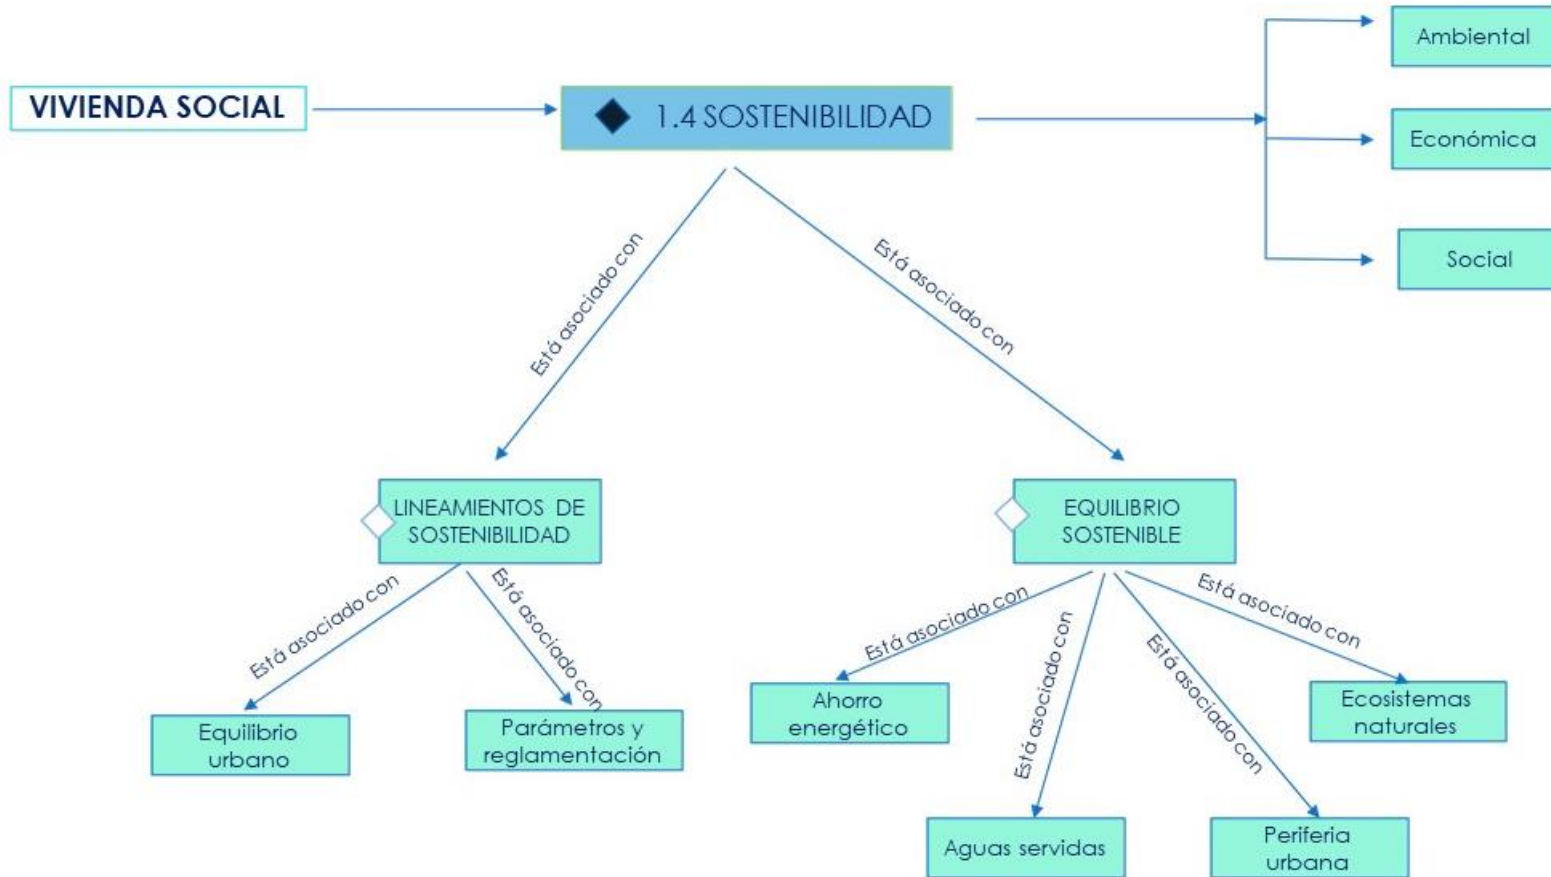 Ambiental
VIVIENDA SOCIAL
1.4 SOSTENIBILIDAD
Económica
Social
Está asociado con
Está asociado con
LINEAMIENTOS DE
SOSTENIBILIDAD
EQUILIBRIO
SOSTENIBLE
Está asociado con
Está asociado con
Está asociado con
Está asociado con
Está asociado con
Está asociado con
Equilibrio
urbano
Parámetros y
reglamentación
Ahorro
energético
Ecosistemas
naturales
Aguas servidas
Periferia
urbana